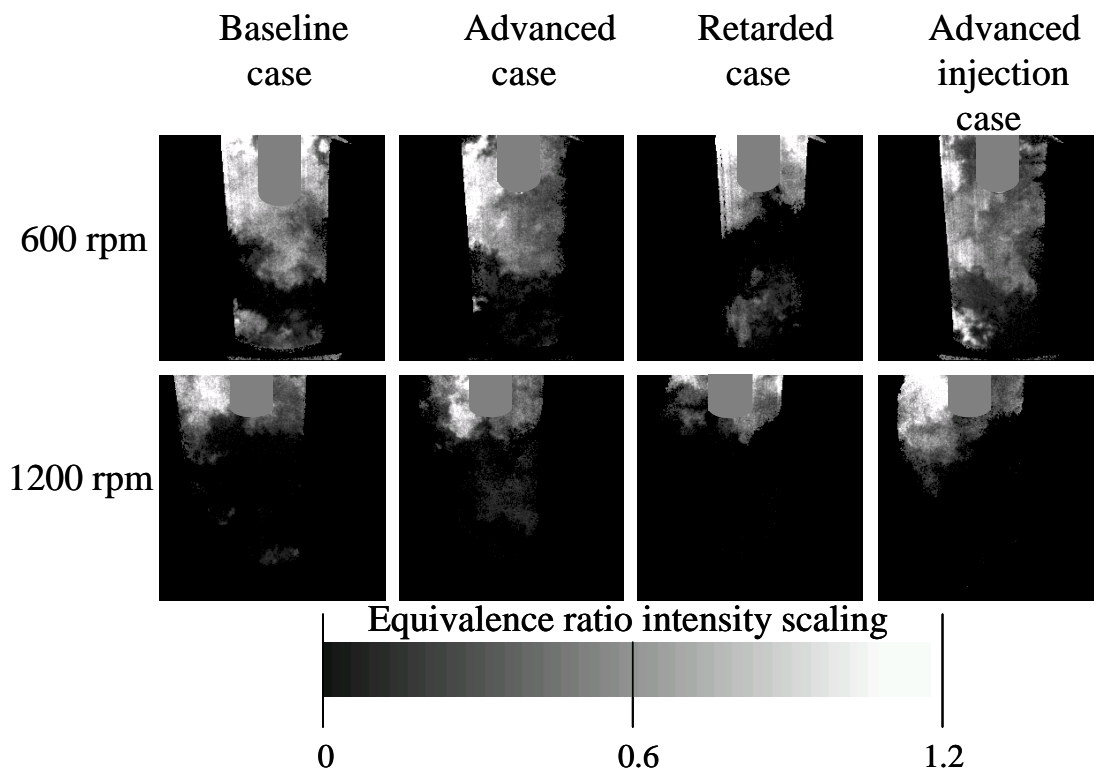 Baseline
case
Advanced
case
Retarded
case
Advanced
injection
case
600 rpm
1200 rpm
Equivalence ratio intensity scaling
0
0.6
1.2